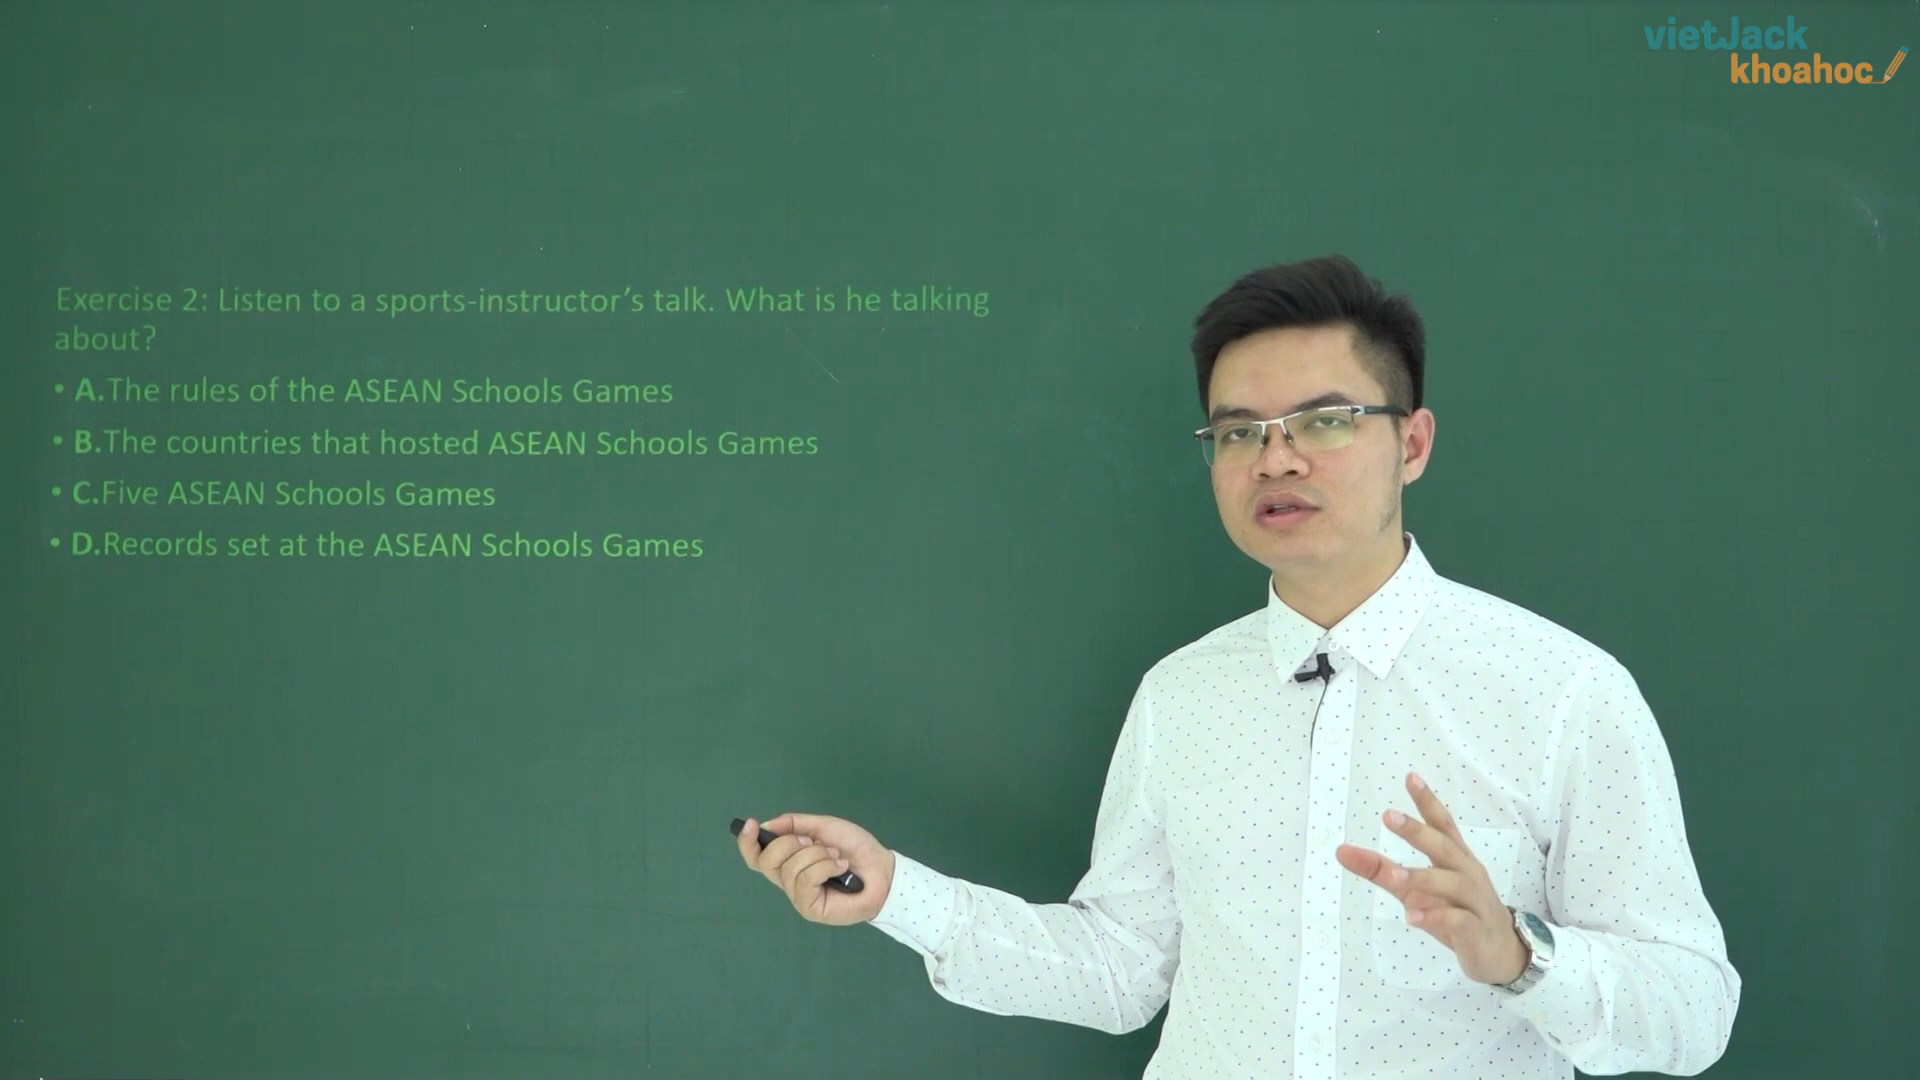 vietJack
khoahoc
Exercise 2: Listen to a sports-instructor’s talk. What is he talking
about?
• A.The rules of the ASEAN Schools Games
• B.The countries that hosted ASEAN Schools Games
• C.Five ASEAN Schools Games
• D.Records set at the ASEAN Schools Games